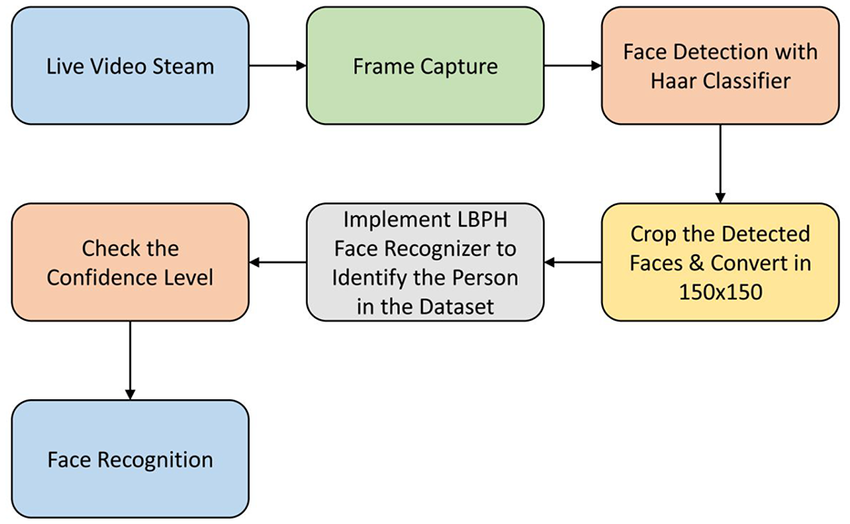 Live Video Steam
Frame Capture
Face Detection with
Haar Classifier
Crop the Detected
Faces & Convert in
150x150
Implement LBPH
Face Recognizer to
Identify the Person
in the Dataset
Check the
Confidence Level
Face Recognition